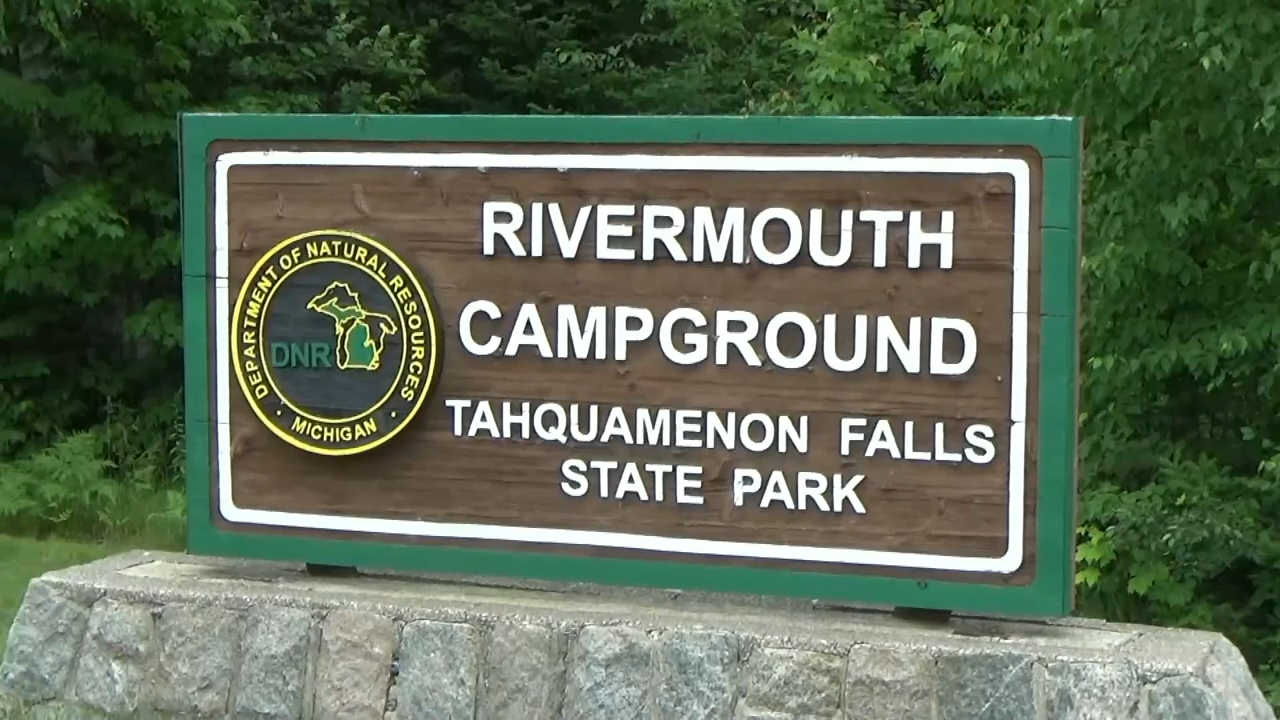 DEPARTMENT OF NATURAL RESOURCES
DNR
• MICHIGAN •
RIVERMOUTH
CAMPGROUND
TAHQUAMENON FALLS
STATE PARK